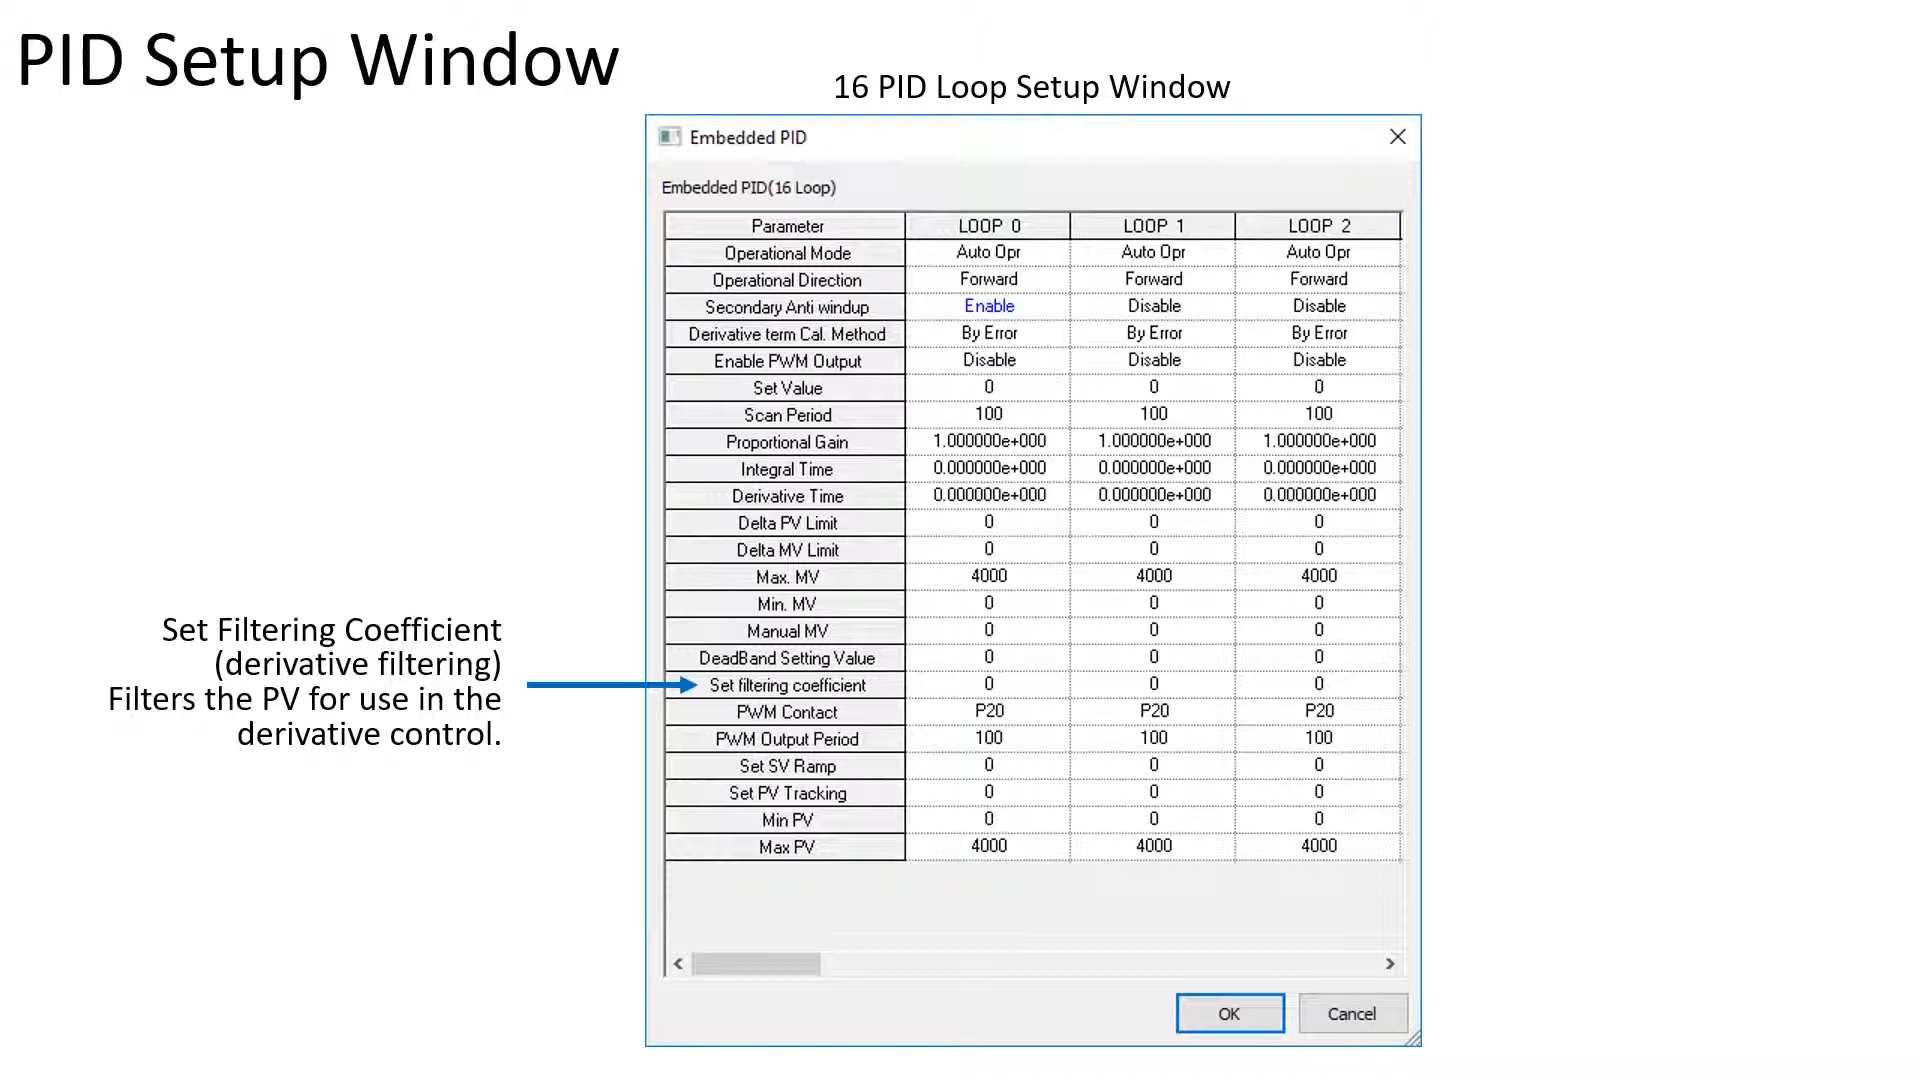 PID Setup Window
16 PID Loop Setup Window
Embedded PID
Embedded PID(16 Loop)
Parameter LOOP 0 LOOP 1 LOOP 2
Operational Mode Auto Opr Auto Opr Auto Opr
Operational Direction Forward Forward Forward
Secondary Anti windup Enable Disable Disable
Derivative term Cal. Method By Error By Error By Error
Enable PWM Output Disable Disable Disable
Set Value 0 0 0
Scan Period 100 100 100
Proportional Gain 1.000000e+000 1.000000e+000 1.000000e+000
Integral Time 0.000000e+000 0.000000e+000 0.000000e+000
Derivative Time 0.000000e+000 0.000000e+000 0.000000e+000
Delta PV Limit 0 0 0
Delta MV Limit 0 0 0
Max. MV 4000 4000 4000
Min. MV 0 0 0
Manual MV 0 0 0
DeadBand Setting Value 0 0 0
Set filtering coefficient 0 0 0
PWM Contact P20 P20 P20
PWM Output Period 100 100 100
Set SV Ramp 0 0 0
Set PV Tracking 0 0 0
Min PV 0 0 0
Max PV 4000 4000 4000
OK Cancel
Set Filtering Coefficient
(derivative filtering)
Filters the PV for use in the
derivative control.